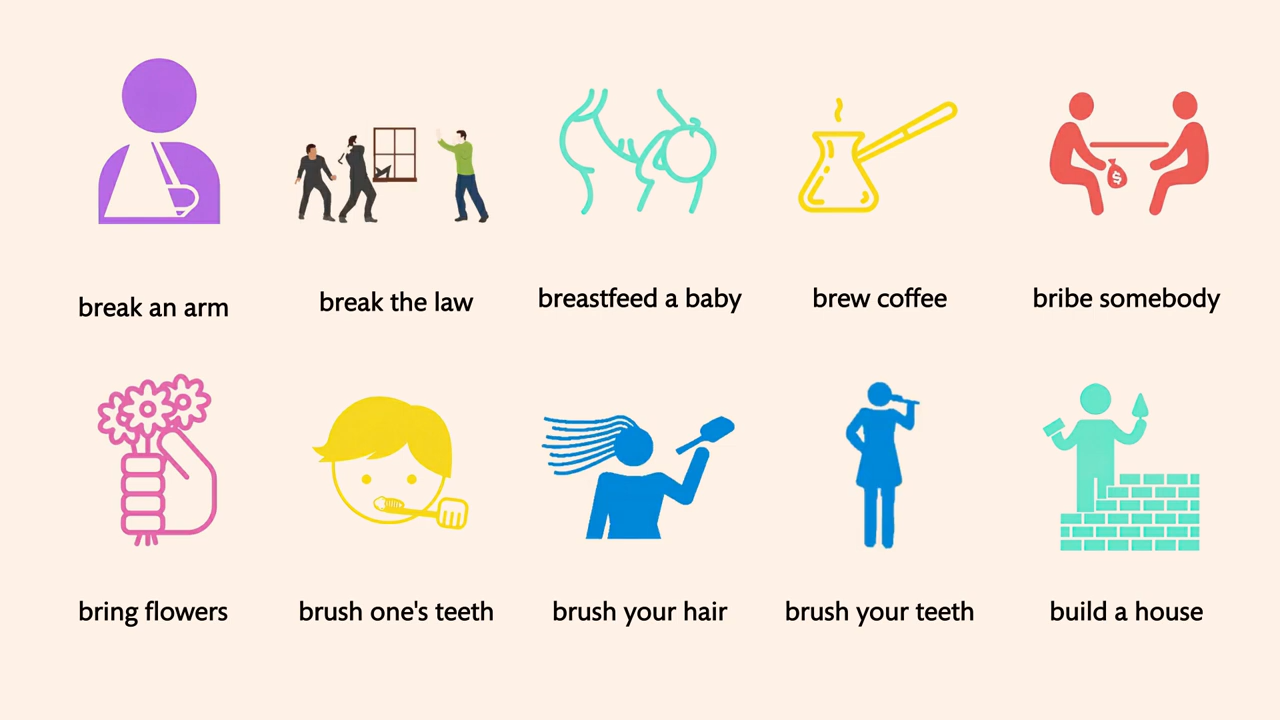 break an arm
break the law
breastfeed a baby
brew coffee
bribe somebody
$
bring flowers
brush one's teeth
brush your hair
brush your teeth
build a house